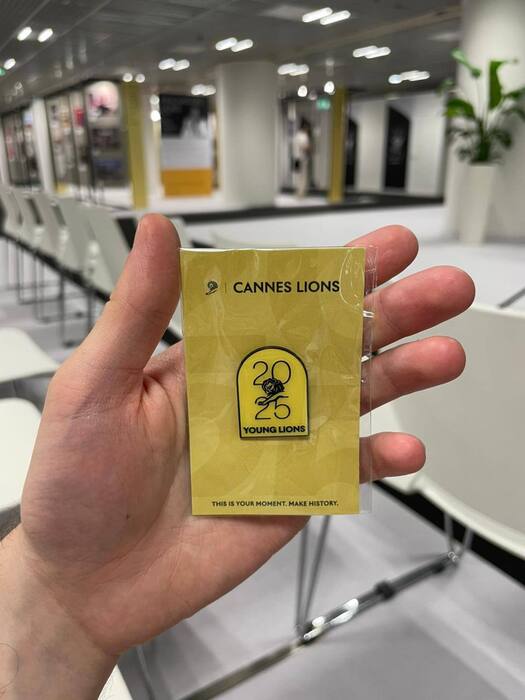 CANNES LIONS
20
25
YOUNG LIONS
THIS IS YOUR MOMENT. MAKE HISTORY.